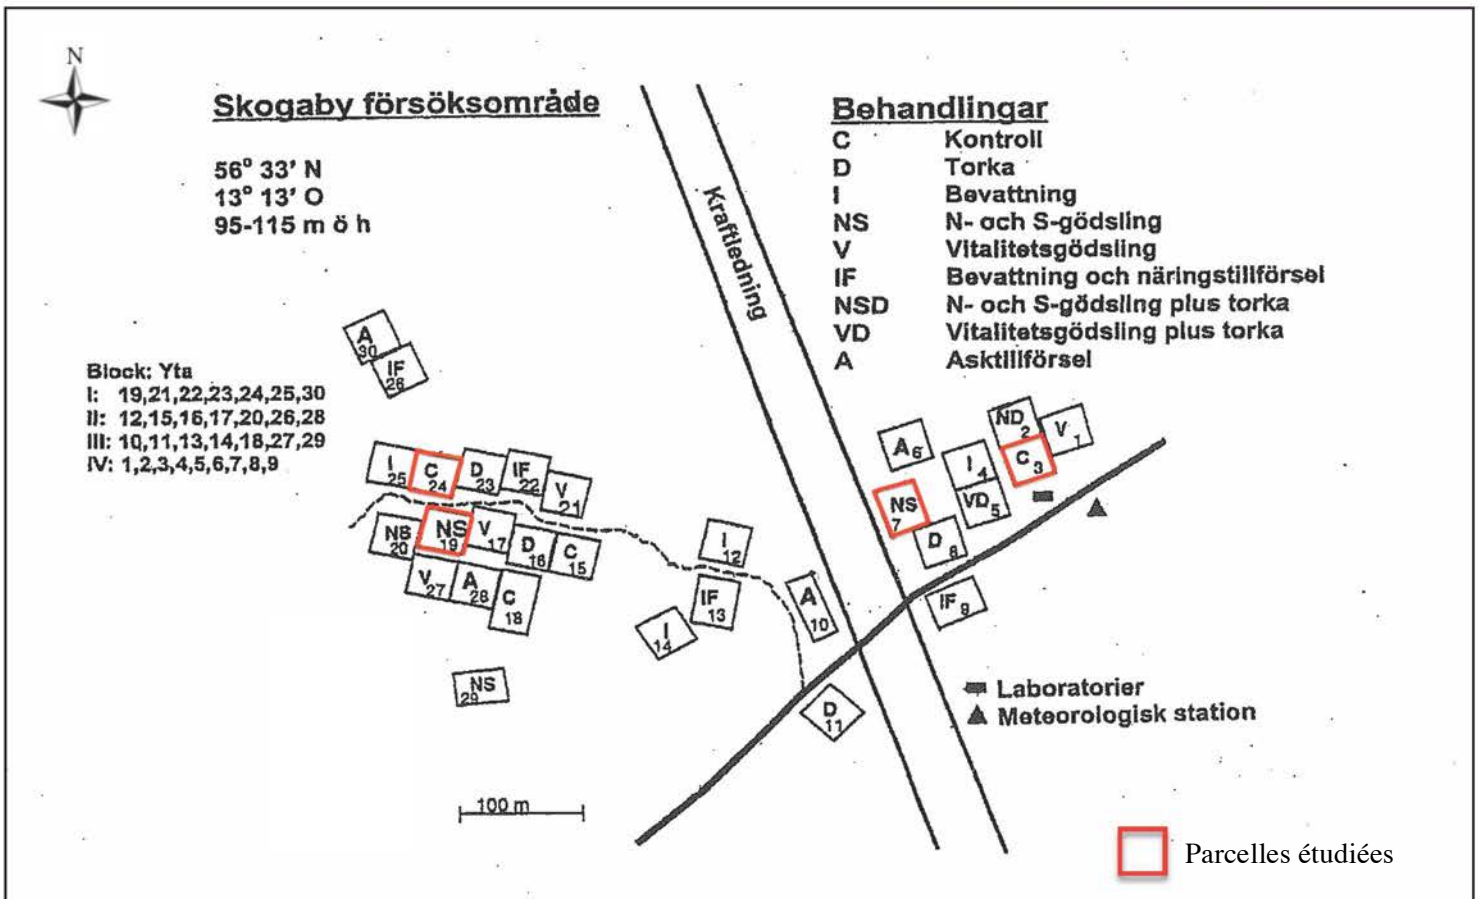 N
Skogaby försöksområde
56° 33' N
13° 13' O
95-115 m ö h
Behandlingar
C Kontroll
D Torka
I Bevattning
NS N- och S-gödsling
V Vitalitetsgödsling
IF Bevattning och näringstillförsel
NSD N- och S-gödsling plus torka
VD Vitalitetsgödsling plus torka
A Asktillförsel
Kraftledning
Block: Yta
I: 19,21,22,23,24,25,30
II: 12,15,16,17,20,26,28
III: 10,11,13,14,18,27,29
IV: 1,2,3,4,5,6,7,8,9
A 30
IF 26
I 25
C 24
D 23
IF 22
V 21
NS 20
NS 19
V 17
D 16
C 15
V 27
A 28
C 18
NS 29
I 12
IF 13
I 14
A 10
D 11
A 6
NS 7
D 8
IF 9
I 4
VD 5
ND 2
C 3
V 1
Laboratorier
Meteorologisk station
100 m
Parcelles étudiées